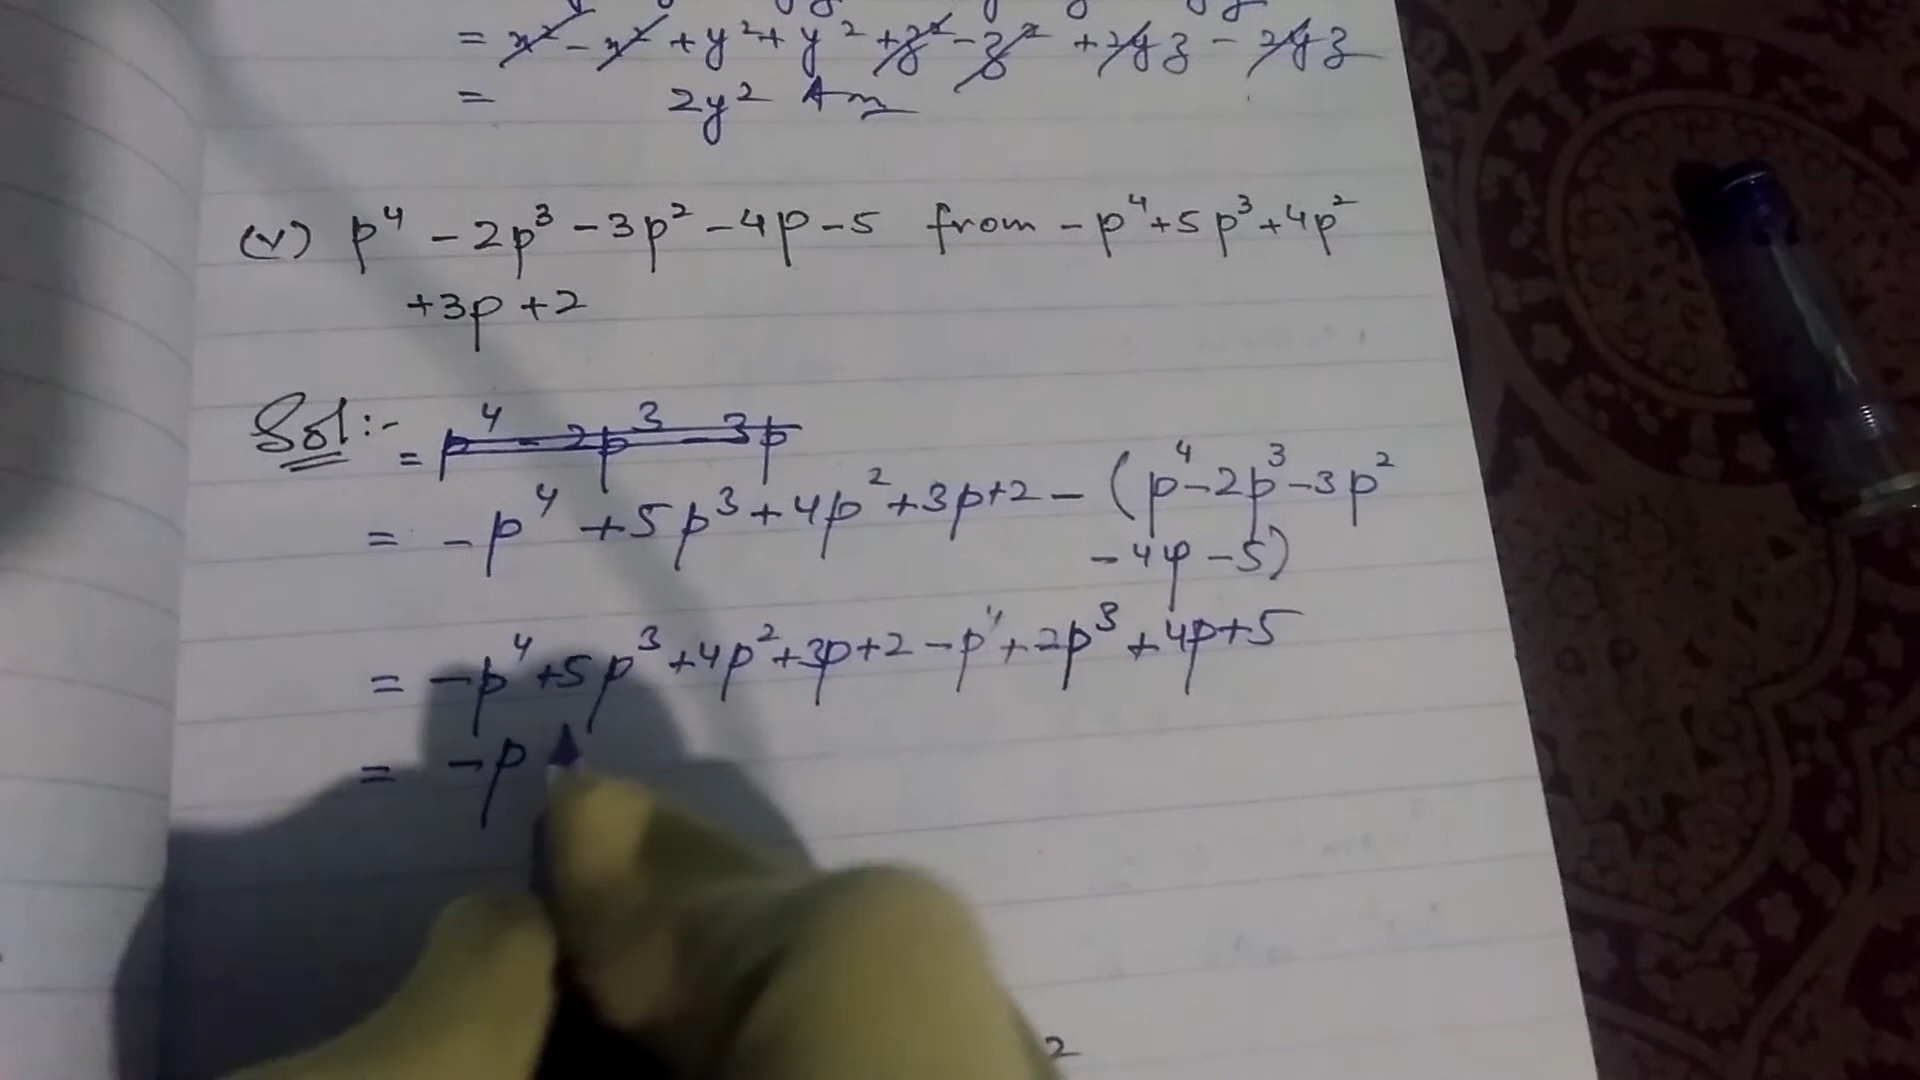 = x² - x² + y² + y² + z² - z² + 2yz - 2yz
= 2y² Ans
(v) p⁴ - 2p³ - 3p² - 4p - 5 from - p⁴ + 5p³ + 4p²
+ 3p + 2
Sol :-
= p⁴ - 2p³ - 3p
= - p⁴ + 5p³ + 4p² + 3p + 2 - (p⁴ - 2p³ - 3p²
- 4p - 5)
= - p⁴ + 5p³ + 4p² + 3p + 2 - p⁴ + 2p³ + 4p + 5
= - p
2